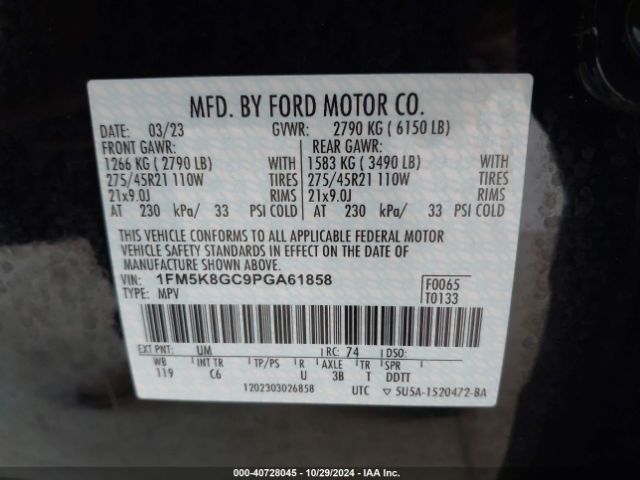 MFD. BY FORD MOTOR CO.
DATE: 03/23 GVWR: 2790 KG ( 6150 LB)
FRONT GAWR: REAR GAWR:
1266 KG ( 2790 LB) WITH 1583 KG ( 3490 LB) WITH
275/45R21 110W TIRES 275/45R21 110W TIRES
21x9.0J RIMS 21x9.0J RIMS
AT 230 kPa/ 33 PSI COLD AT 230 kPa/ 33 PSI COLD
THIS VEHICLE CONFORMS TO ALL APPLICABLE FEDERAL MOTOR
VEHICLE SAFETY STANDARDS IN EFFECT ON THE DATE OF
MANUFACTURE SHOWN ABOVE.
VIN: 1FM5K8GC9PGA61858 F0065
TYPE: MPV T0133
EXT PNT: UM RC: 74 DSO:
WB INT TR TP/PS R AXLE TR SPR
119 C6 U 3B T DDTT
1202303026858 UTC ▽ 5U5A-1520472-BA
000-40728045 - 10/29/2024 - IAA Inc.